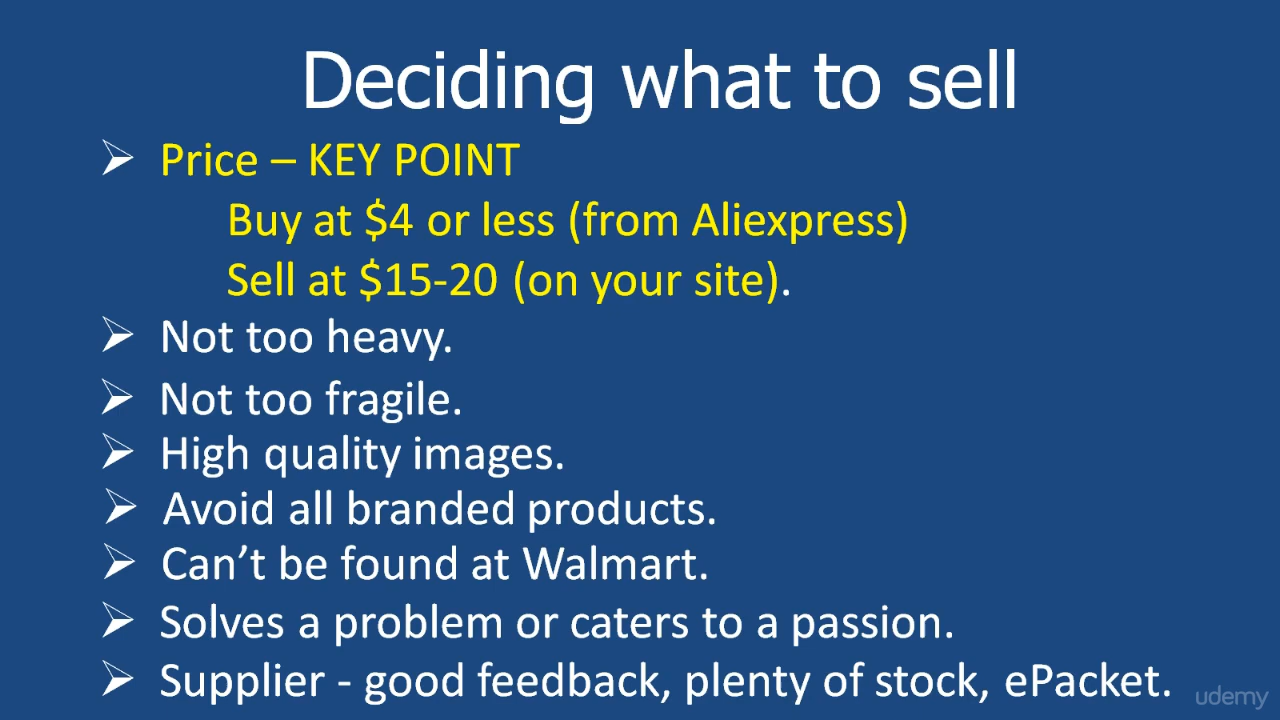 Deciding what to sell
➢ Price – KEY POINT
Buy at $4 or less (from Aliexpress)
Sell at $15-20 (on your site).
➢ Not too heavy.
➢ Not too fragile.
➢ High quality images.
➢ Avoid all branded products.
➢ Can’t be found at Walmart.
➢ Solves a problem or caters to a passion.
➢ Supplier - good feedback, plenty of stock, ePacket.
udemy